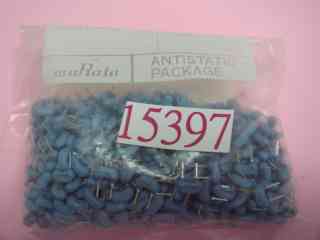 muRata
ANTISTATIC
PACKAGE
15397